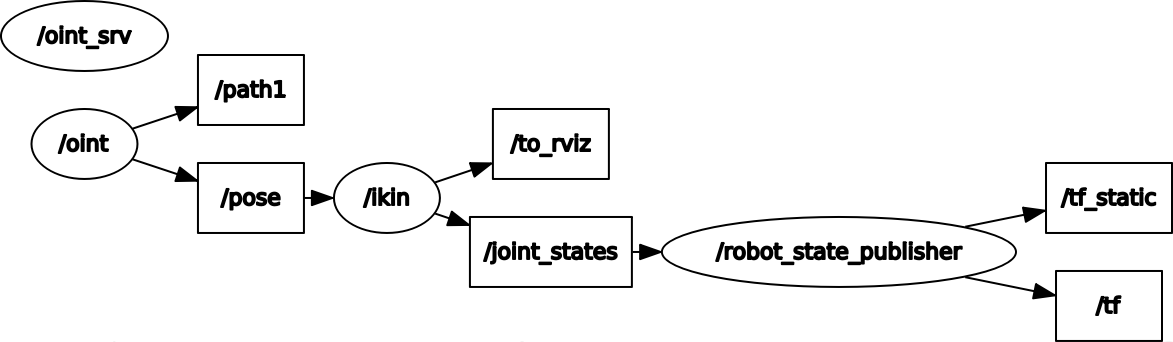 /oint_srv
/path1
/oint
/to_rviz
/pose
/ikin
/tf_static
/joint_states
/robot_state_publisher
/tf